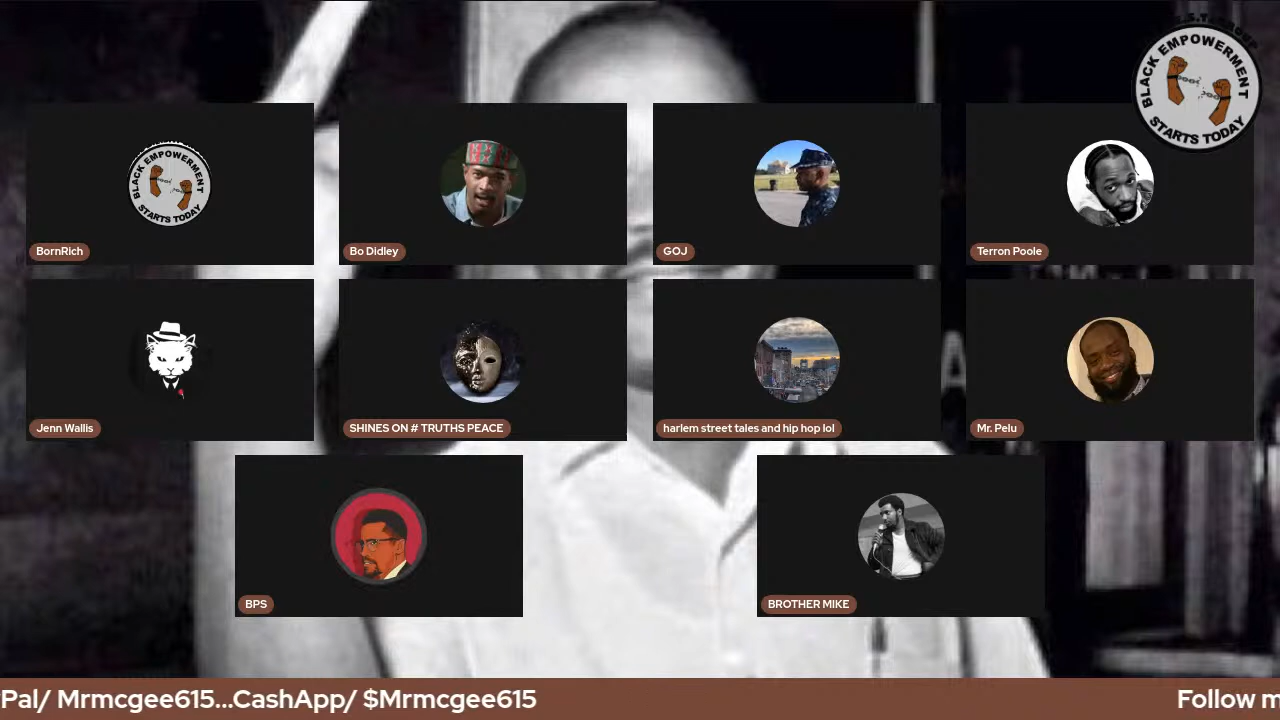 BLACK EMPOWERMENT
STARTS TODAY
BLACK EMPOWERMENT
STARTS TODAY
BornRich
Bo Didley
GOJ
Terron Poole
Jenn Wallis
SHINES ON # TRUTHS PEACE
harlem street tales and hip hop lol
Mr. Pelu
BPS
BROTHER MIKE
Pal/ Mrmcgee615...CashApp/ $Mrmcgee615
Follow m